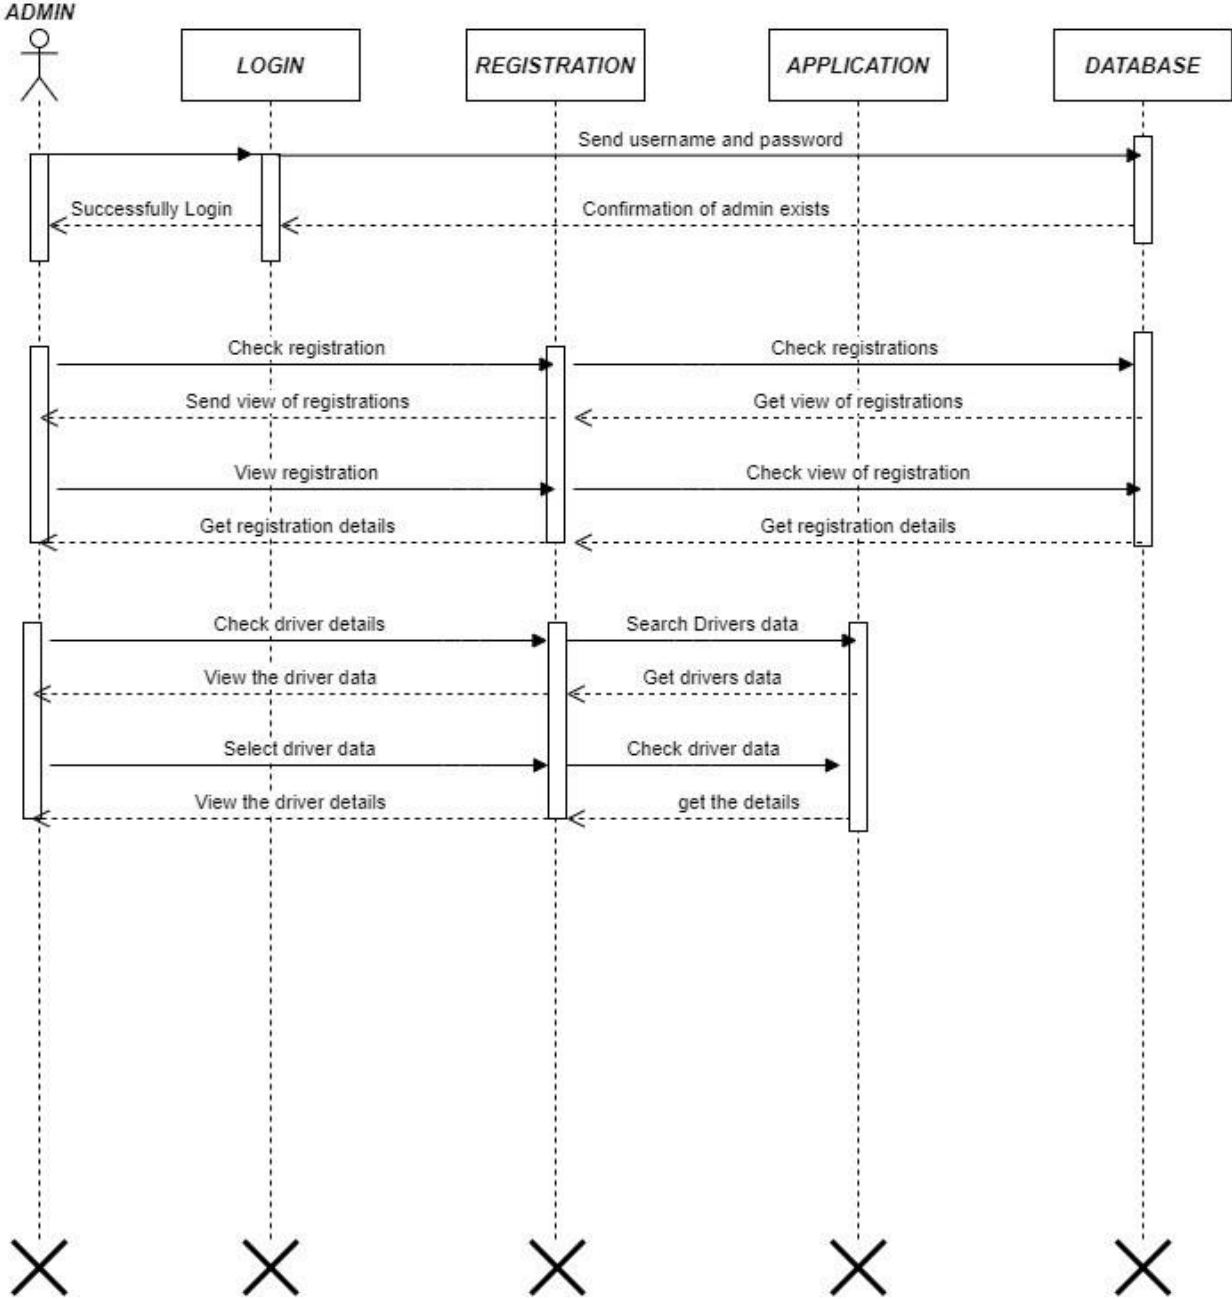 ADMIN
LOGIN
REGISTRATION
APPLICATION
DATABASE
Send username and password
Successfully Login
Confirmation of admin exists
Check registration
Check registrations
Send view of registrations
Get view of registrations
View registration
Check view of registration
Get registration details
Get registration details
Check driver details
Search Drivers data
View the driver data
Get drivers data
Select driver data
Check driver data
View the driver details
get the details